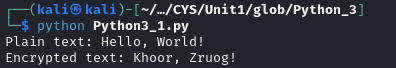 ┌──(kali㉿kali)-[~/…/CYS/Unit1/glob/Python_3]
└─$ python Python3_1.py
Plain text: Hello, World!
Encrypted text: Khoor, Zruog!